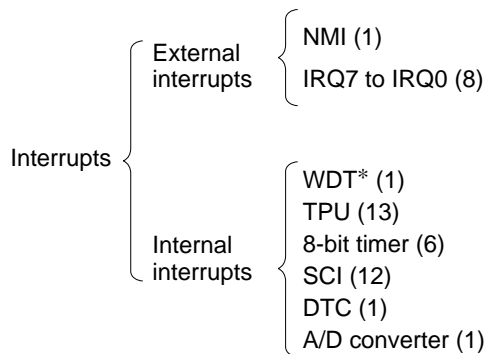 Interrupts
External
interrupts
NMI (1)
IRQ7 to IRQ0 (8)
Internal
interrupts
WDT* (1)
TPU (13)
8-bit timer (6)
SCI (12)
DTC (1)
A/D converter (1)